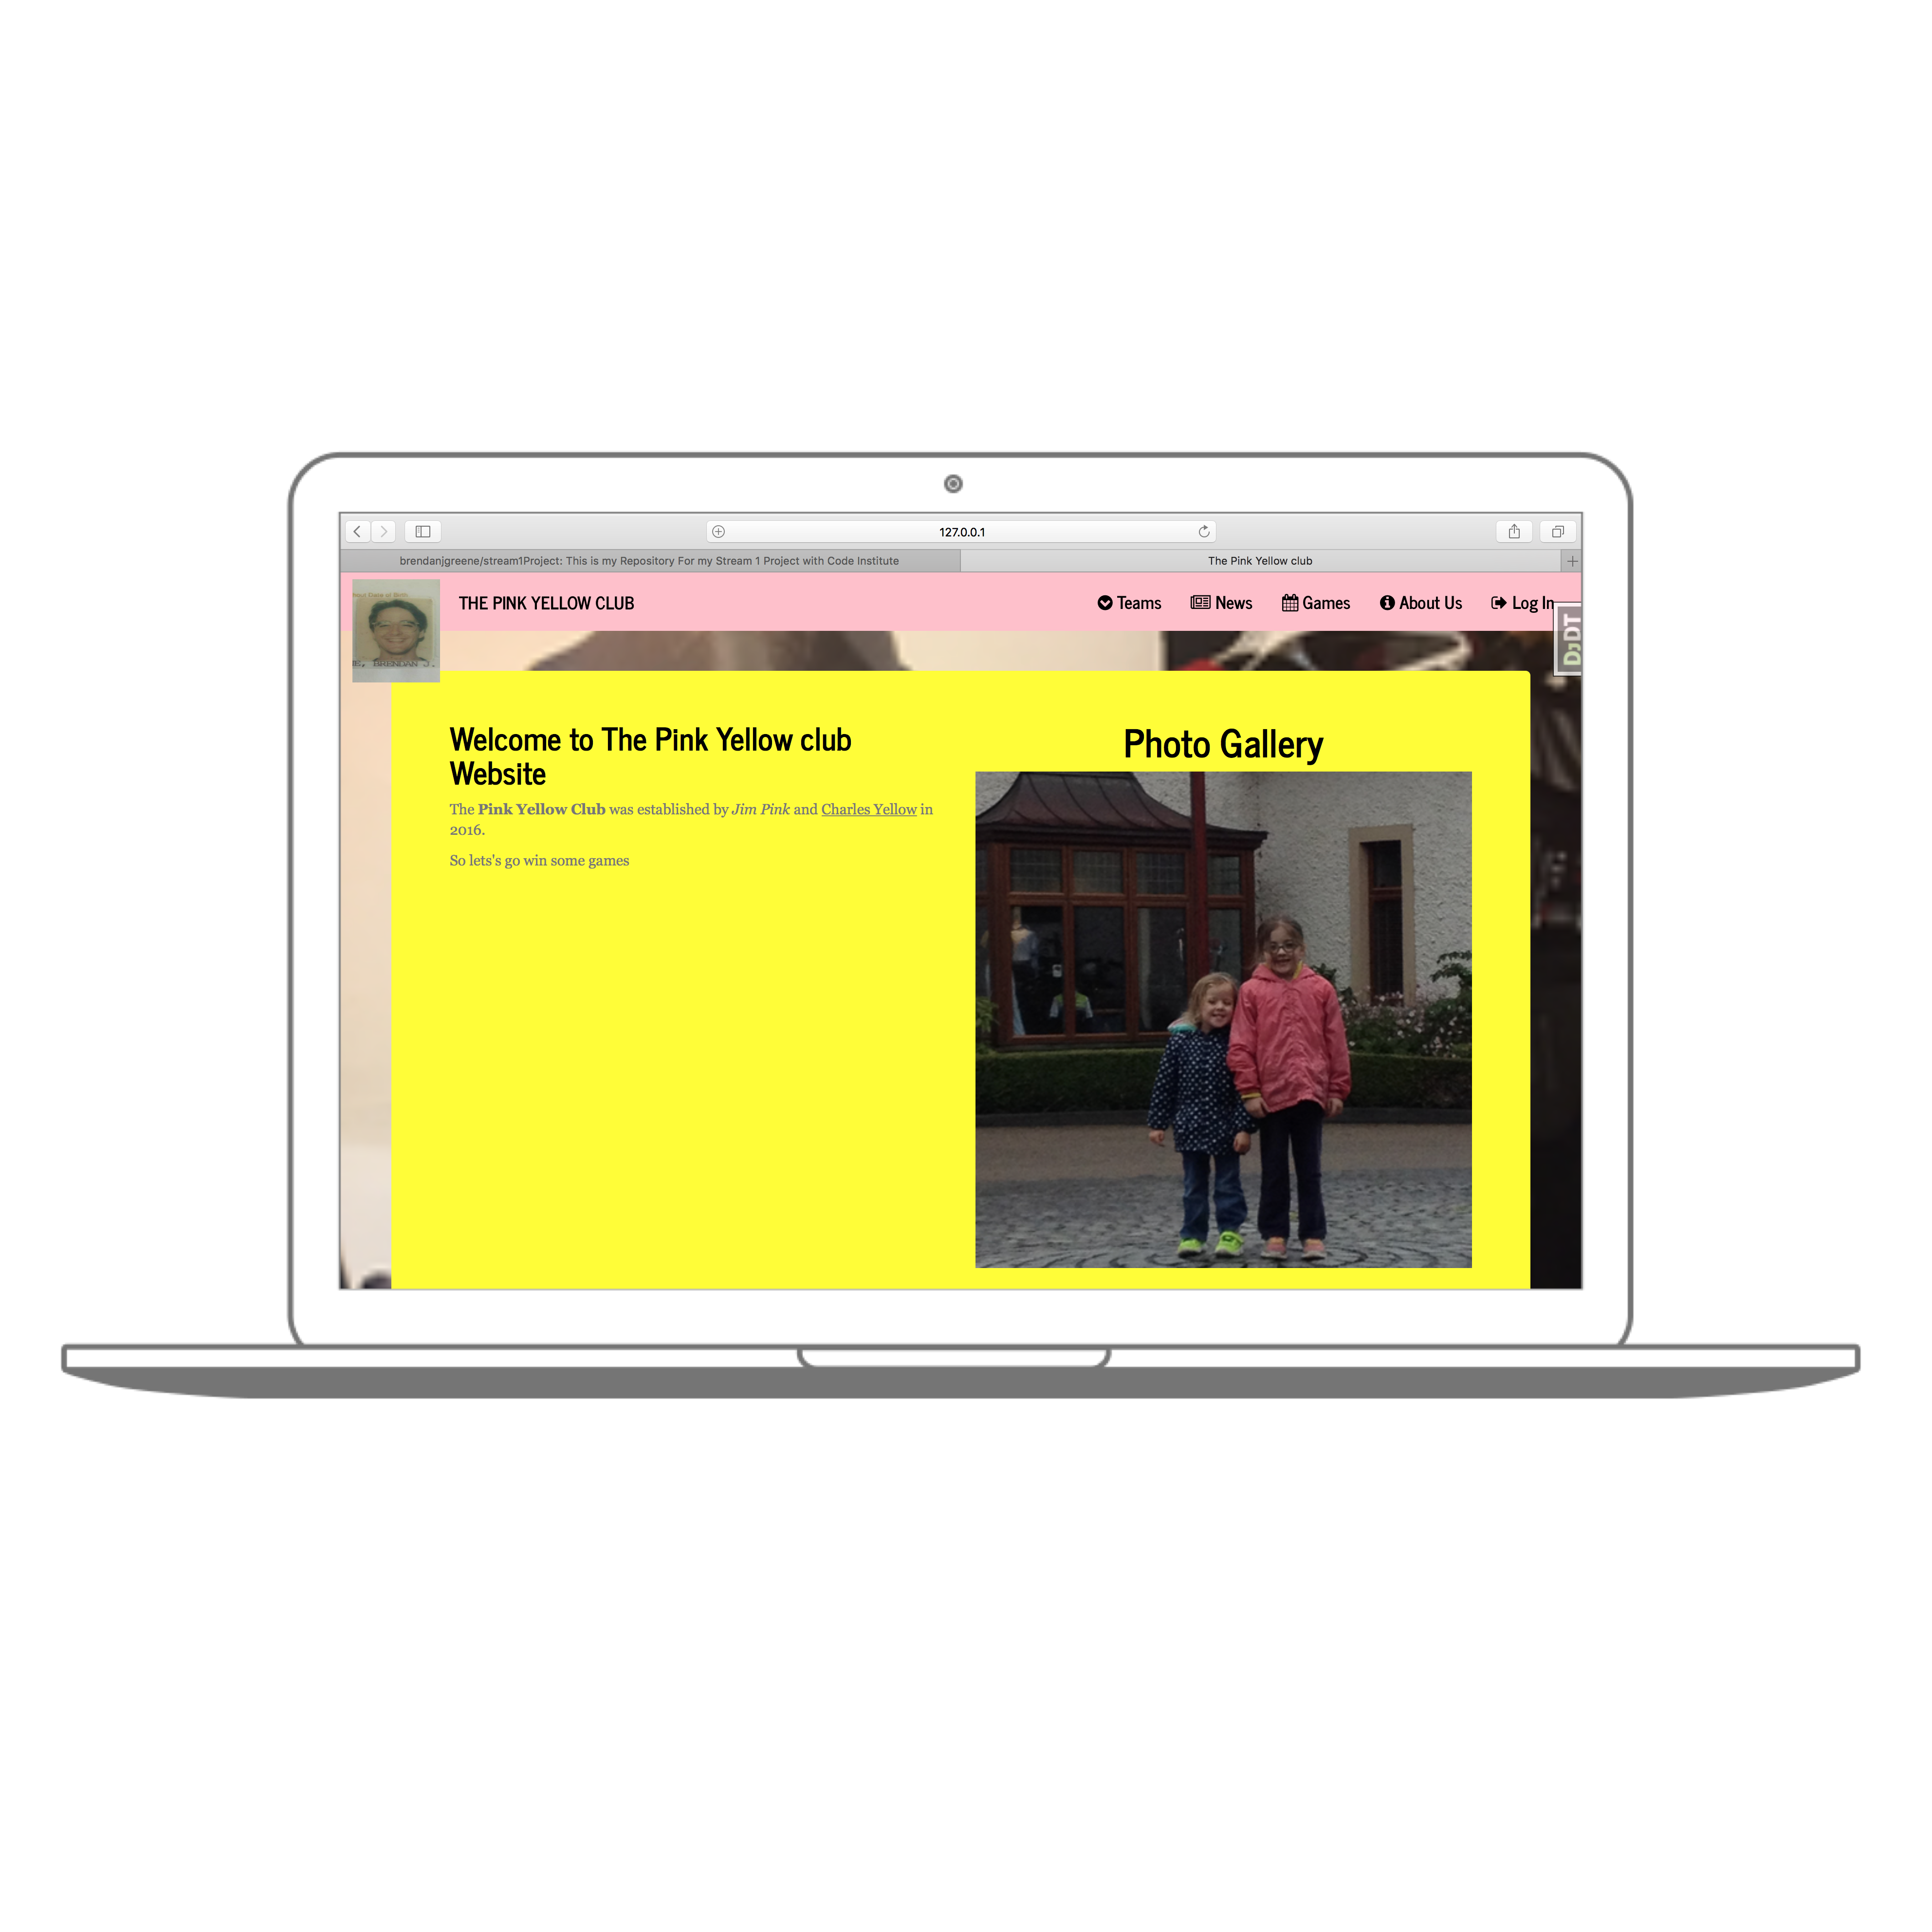 127.0.0.1
brendanjgreene/stream1Project: This is my Repository For my Stream 1 Project with Code Institute
The Pink Yellow club
THE PINK YELLOW CLUB
Teams
News
Games
About Us
Log In
DJDT
BRENDAN J.
Welcome to The Pink Yellow club
Website
The Pink Yellow Club was established by Jim Pink and Charles Yellow in
2016.
So lets's go win some games
Photo Gallery